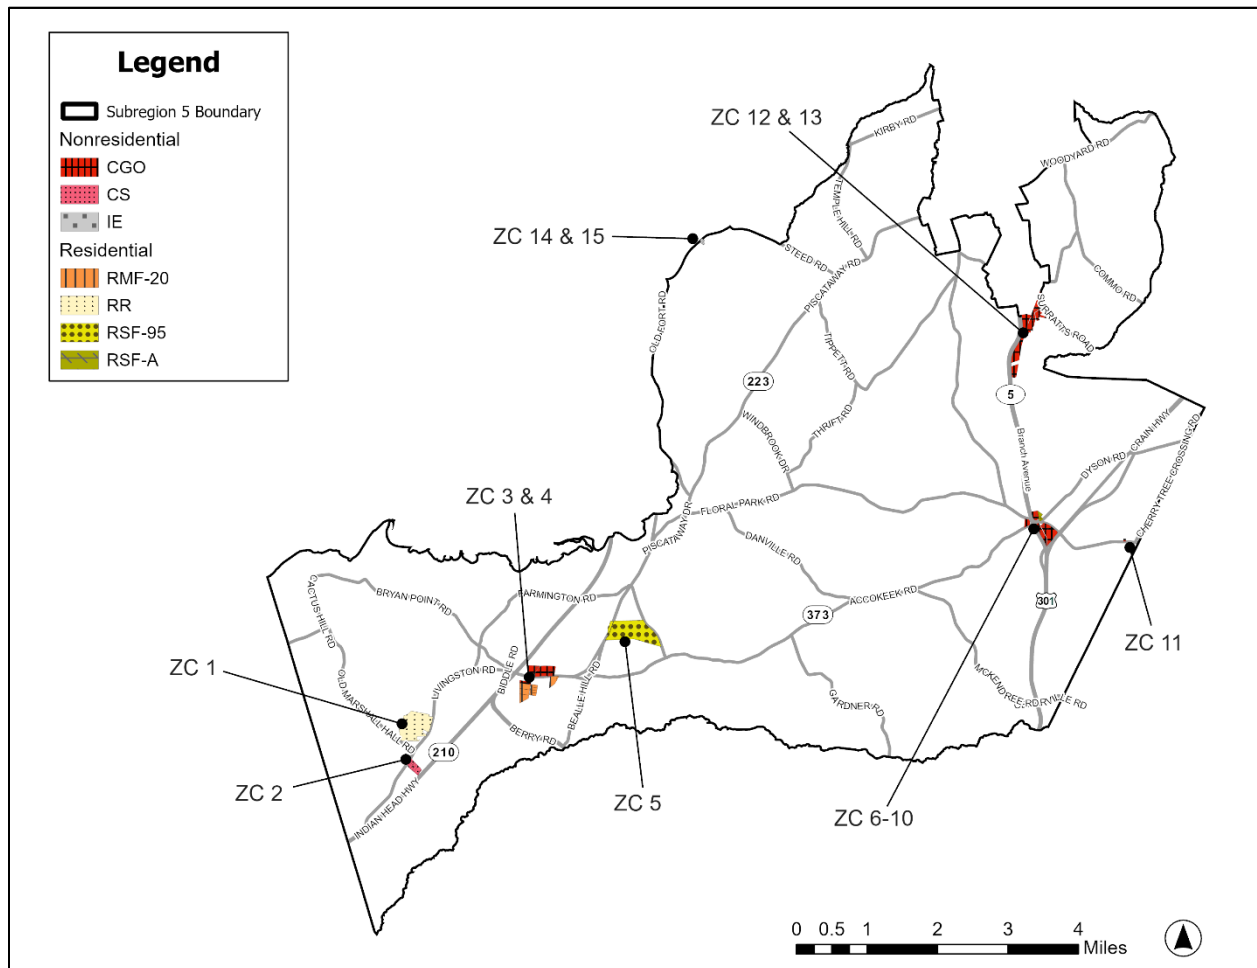 Legend
Subregion 5 Boundary
Nonresidential
CGO
CS
IE
Residential
RMF-20
RR
RSF-95
RSF-A
ZC 12 & 13
KIRBY RD
WOODYARD RD
TEMPLE HILL RD
ZC 14 & 15
STEED RD
PISCATAWAY RD
COMMO RD
OLD FORT RD
SURRATTS ROAD
TIPPETT RD
223
5
WINDBROOK DR
THRIFT RD
Branch Avenue
CRAIN HWY
DYSON RD
CHERRY TREE CROSSING RD
ZC 3 & 4
FLORAL PARK RD
PISCATAWAY DR
DANVILLE RD
CACTUS HILL RD
BRYAN POINT RD
FARMINGTON RD
ACCOKEEK RD
373
301
ZC 11
ZC 1
OLD MARSHALL HALL RD
LIVINGSTON RD
BIDDLE RD
BEALLE HILL RD
BERRY RD
GARDNER RD
MCKENDREE RD
210
ZC 2
INDIAN HEAD HWY
ZC 5
ZC 6-10
0 0.5 1 2 3 4
Miles